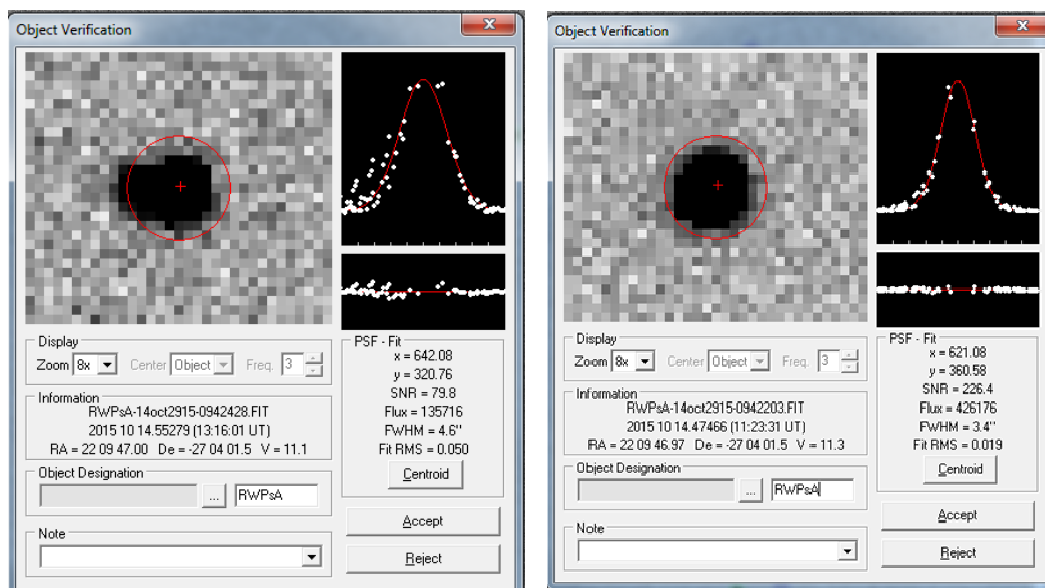 Object Verification
Display
Zoom 8x Center Object Freq. 3
Information
RWPsA-14oct2915-0942428.FIT
2015 10 14.55279 (13:16:01 UT)
RA = 22 09 47.00 De = -27 04 01.5 V = 11.1
Object Designation
... RWPsA
Note
PSF - Fit
x = 642.08
y = 320.76
SNR = 79.8
Flux = 135716
FWHM = 4.6"
Fit RMS = 0.050
Centroid
Accept
Reject
Object Verification
Display
Zoom 8x Center Object Freq. 3
Information
RWPsA-14oct2915-0942203.FIT
2015 10 14.47466 (11:23:31 UT)
RA = 22 09 46.97 De = -27 04 01.5 V = 11.3
Object Designation
... RWPsA
Note
PSF - Fit
x = 621.08
y = 360.58
SNR = 226.4
Flux = 426176
FWHM = 3.4"
Fit RMS = 0.019
Centroid
Accept
Reject